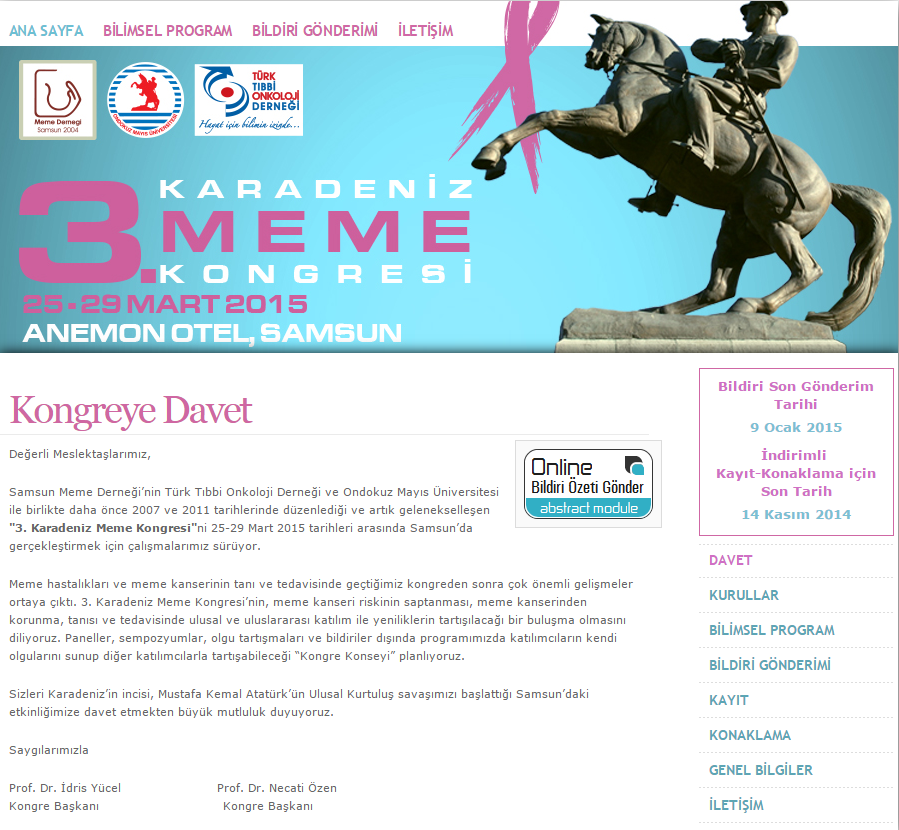 ANA SAYFA BİLİMSEL PROGRAM BİLDİRİ GÖNDERİMİ İLETİŞİM
Meme Dernegi
Samsun 2004
ONDOKUZ MAYIS ÜNİVERSİTESİ
TÜRK
TIBBİ
ONKOLOJİ
DERNEĞİ
Hayat için bilimin izinde...
3. KARADENİZ
MEME
KONGRESİ
25 - 29 MART 2015
ANEMON OTEL, SAMSUN
Kongreye Davet
Değerli Meslektaşlarımız,
Samsun Meme Derneği’nin Türk Tıbbi Onkoloji Derneği ve Ondokuz Mayıs Üniversitesi
ile birlikte daha önce 2007 ve 2011 tarihlerinde düzenlediği ve artık gelenekselleşen
"3. Karadeniz Meme Kongresi"ni 25-29 Mart 2015 tarihleri arasında Samsun’da
gerçekleştirmek için çalışmalarımız sürüyor.
Meme hastalıkları ve meme kanserinin tanı ve tedavisinde geçtiğimiz kongreden sonra çok önemli gelişmeler
ortaya çıktı. 3. Karadeniz Meme Kongresi’nin, meme kanseri riskinin saptanması, meme kanserinden
korunma, tanısı ve tedavisinde ulusal ve uluslararası katılım ile yeniliklerin tartışılacağı bir buluşma olmasını
diliyoruz. Paneller, sempozyumlar, olgu tartışmaları ve bildiriler dışında programımızda katılımcıların kendi
olgularını sunup diğer katılımcılarla tartışabileceği “Kongre Konseyi” planlıyoruz.
Sizleri Karadeniz’in incisi, Mustafa Kemal Atatürk’ün Ulusal Kurtuluş savaşımızı başlattığı Samsun’daki
etkinliğimize davet etmekten büyük mutluluk duyuyoruz.
Saygılarımızla
Prof. Dr. İdris Yücel Prof. Dr. Necati Özen
Kongre Başkanı Kongre Başkanı
Online
Bildiri Özeti Gönder
abstract module
Bildiri Son Gönderim
Tarihi
9 Ocak 2015
İndirimli
Kayıt-Konaklama için
Son Tarih
14 Kasım 2014
DAVET
KURULLAR
BİLİMSEL PROGRAM
BİLDİRİ GÖNDERİMİ
KAYIT
KONAKLAMA
GENEL BİLGİLER
İLETİŞİM